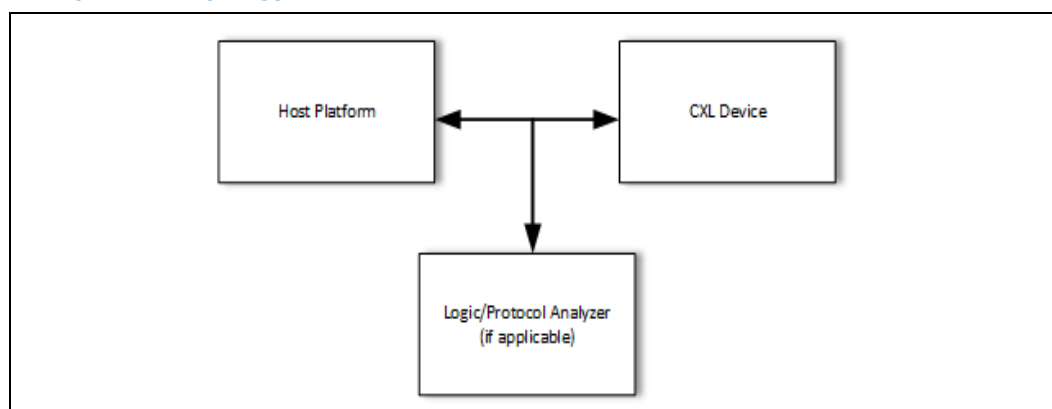 Host Platform
CXL Device
Logic/Protocol Analyzer
(if applicable)